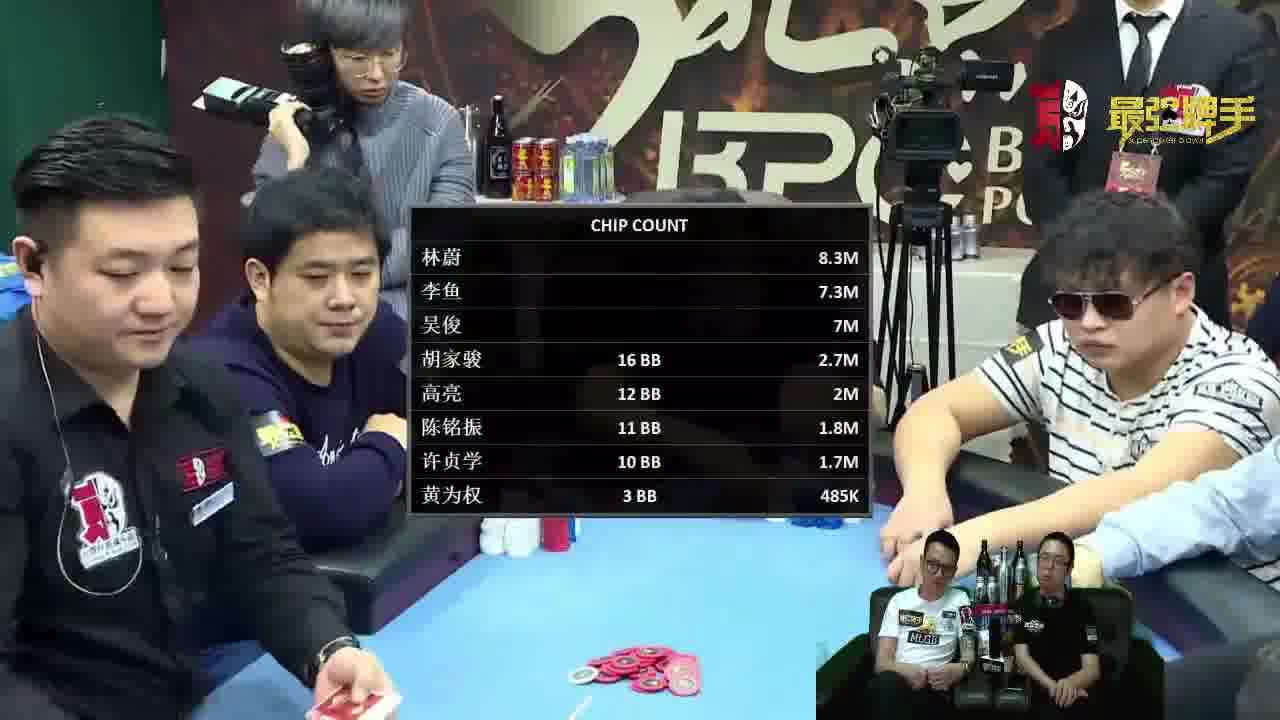 最强牌手
CHIP COUNT
林蔚 8.3M
李鱼 7.3M
吴俊 7M
胡家骏 16 BB 2.7M
高亮 12 BB 2M
陈铭振 11 BB 1.8M
许贞学 10 BB 1.7M
黄为权 3 BB 485K